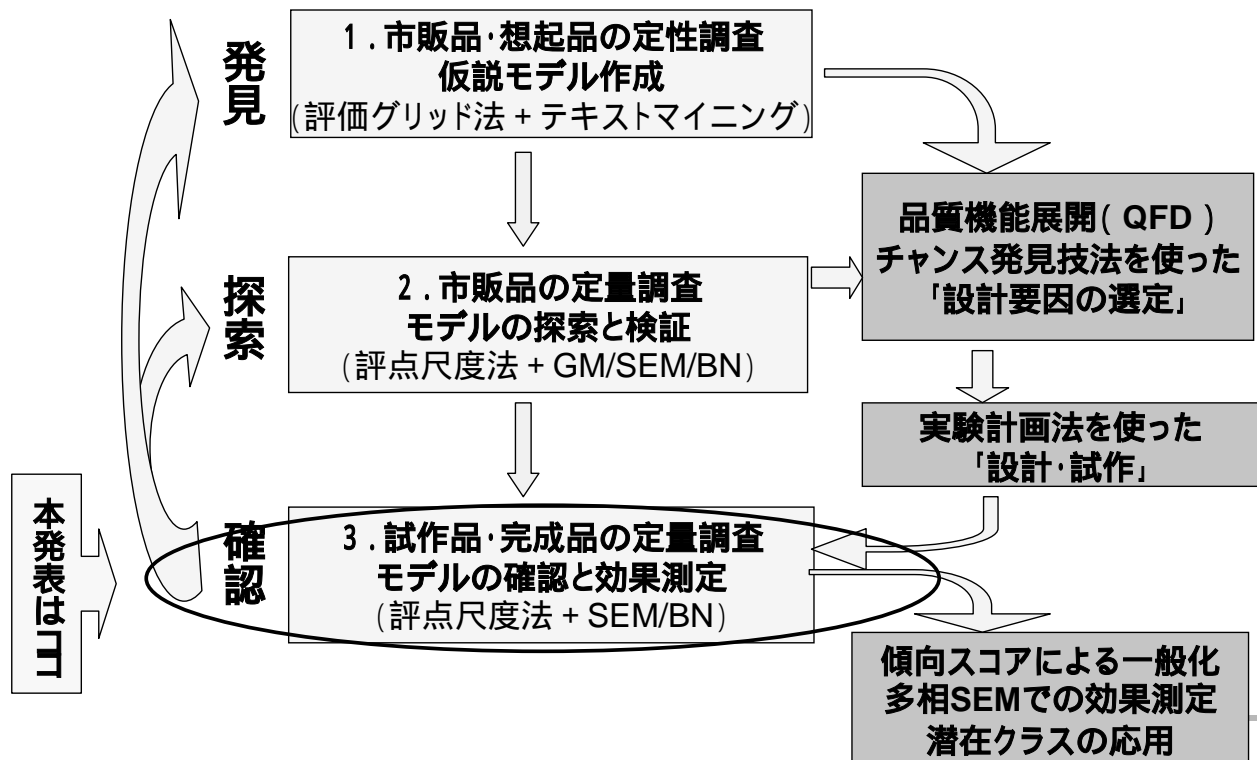 発見
1．市販品･想起品の定性調査
仮説モデル作成
(評価グリッド法 + テキストマイニング)
品質機能展開( QFD )
チャンス発見技法を使った
｢設計要因の選定｣
探索
2．市販品の定量調査
モデルの探索と検証
(評点尺度法 + GM/SEM/BN)
実験計画法を使った
｢設計･試作｣
本発表はココ
確認
3．試作品･完成品の定量調査
モデルの確認と効果測定
(評点尺度法 + SEM/BN)
傾向スコアによる一般化
多相SEMでの効果測定
潜在クラスの応用